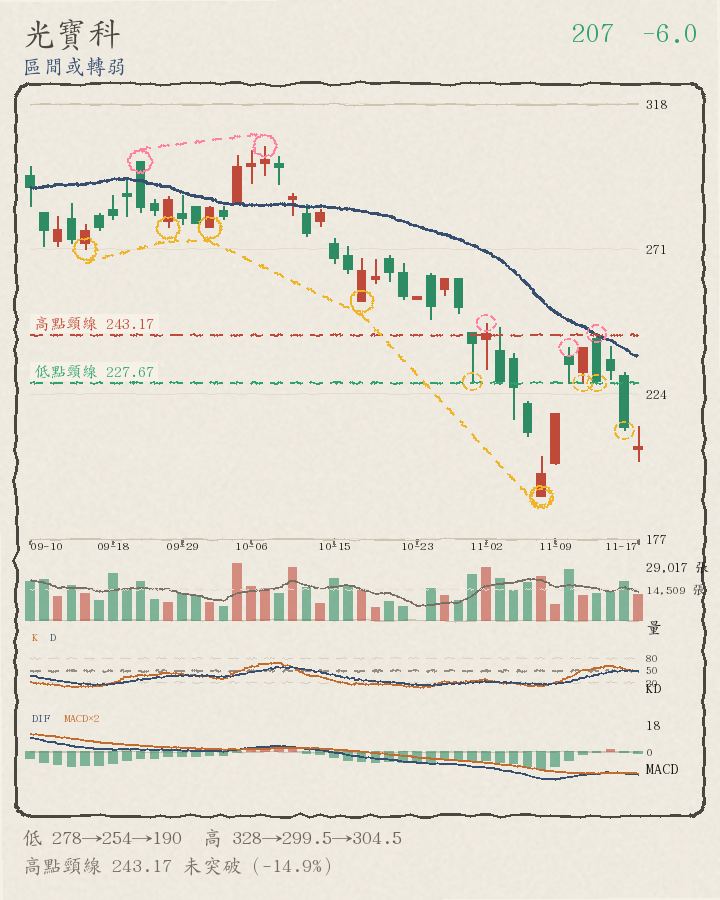 光寶科
207 -6.0
區間或轉弱
318
271
高點頸線 243.17
低點頸線 227.67
224
177
09-10 09-18 09-29 10-06 10-15 10-23 11-02 11-09 11-17
29,017 張
14,509 張
量
K D
80
50
20
KD
DIF MACD×2
18
0
MACD
低 278→254→190 高 328→299.5→304.5
高點頸線 243.17 未突破 (-14.9%)